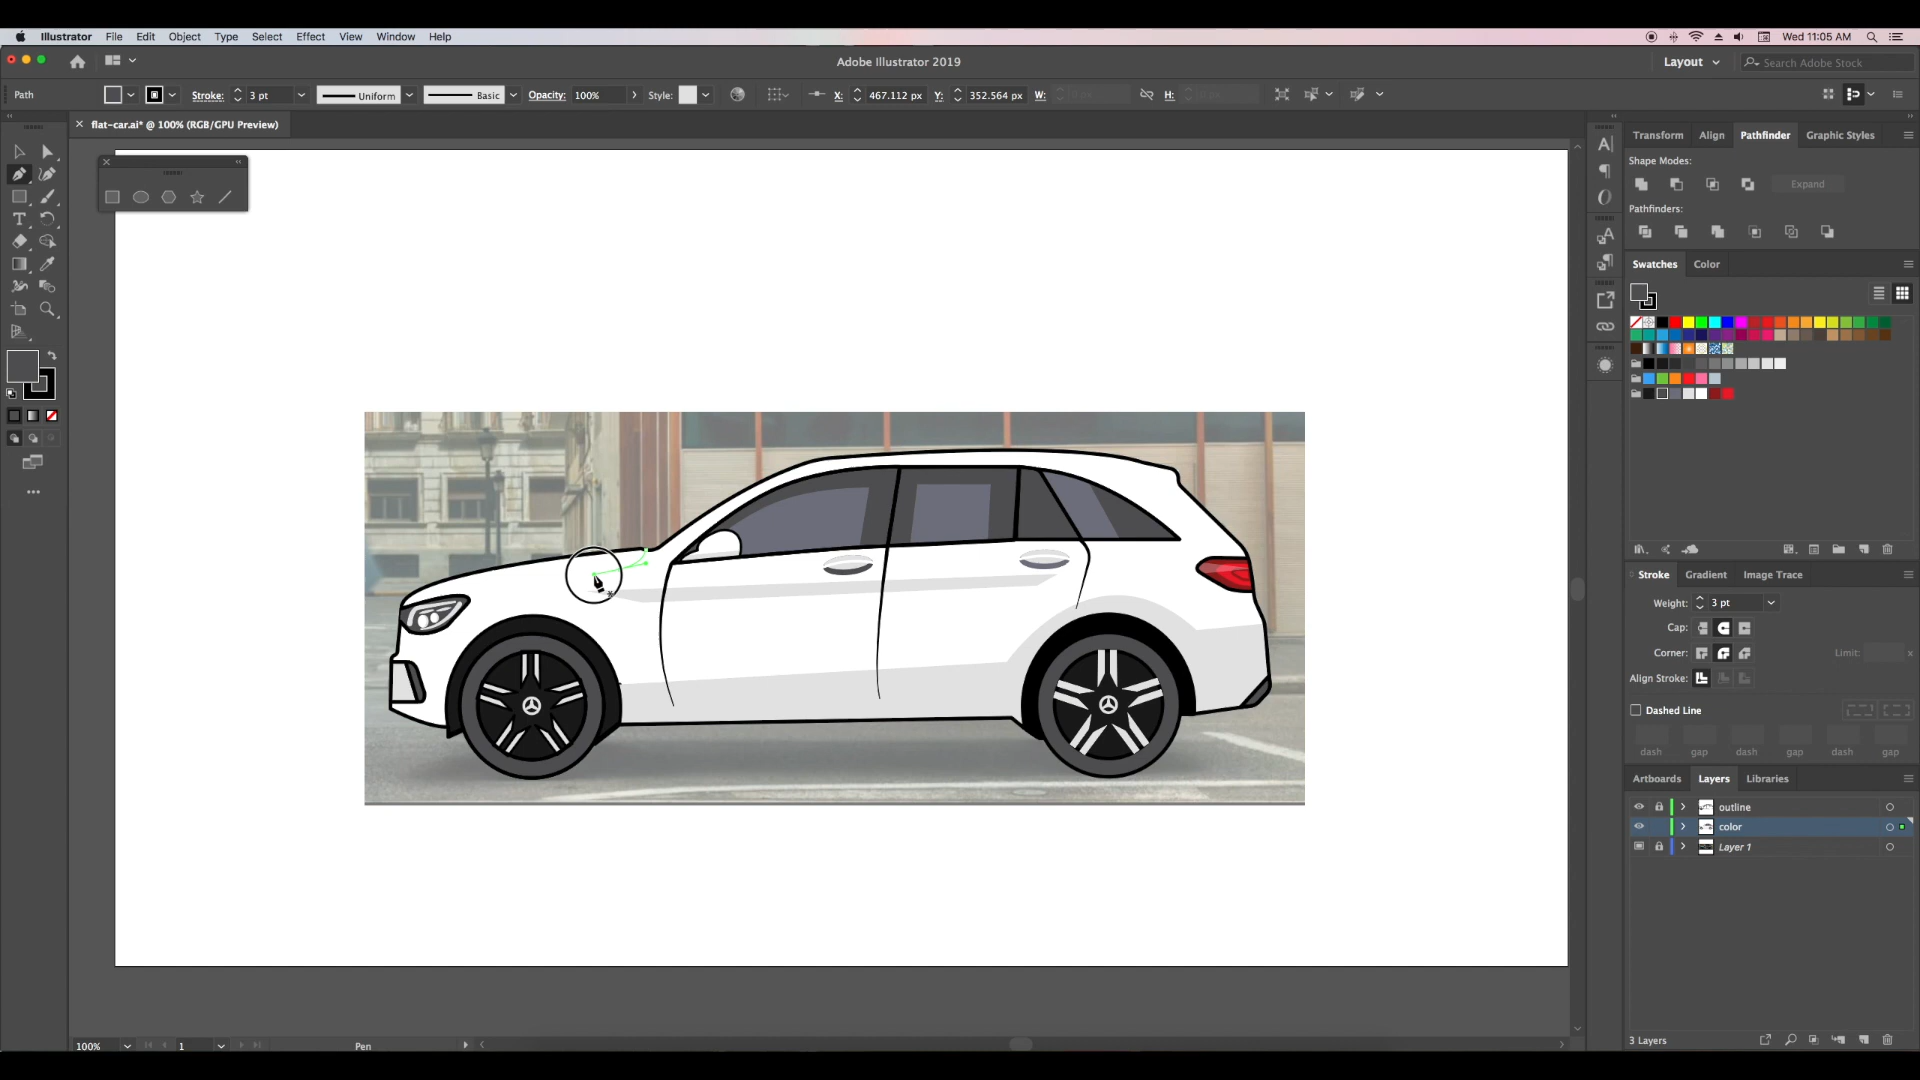 Illustrator File Edit Object Type Select Effect View Window Help Wed 11:05 AM
Adobe Illustrator 2019 Layout Search Adobe Stock
Path Stroke: 3 pt Uniform Basic Opacity: 100% Style: X: 467.112 px Y: 352.564 px W: H:
flat-car.ai* @ 100% (RGB/GPU Preview)
Transform Align Pathfinder Graphic Styles
Shape Modes:
Expand
Pathfinders:
Swatches Color
Stroke Gradient Image Trace
Weight: 3 pt
Cap:
Corner: Limit: x
Align Stroke:
Dashed Line
dash gap dash gap dash gap
Artboards Layers Libraries
outline
color
Layer 1
3 Layers
100% 1 Pen